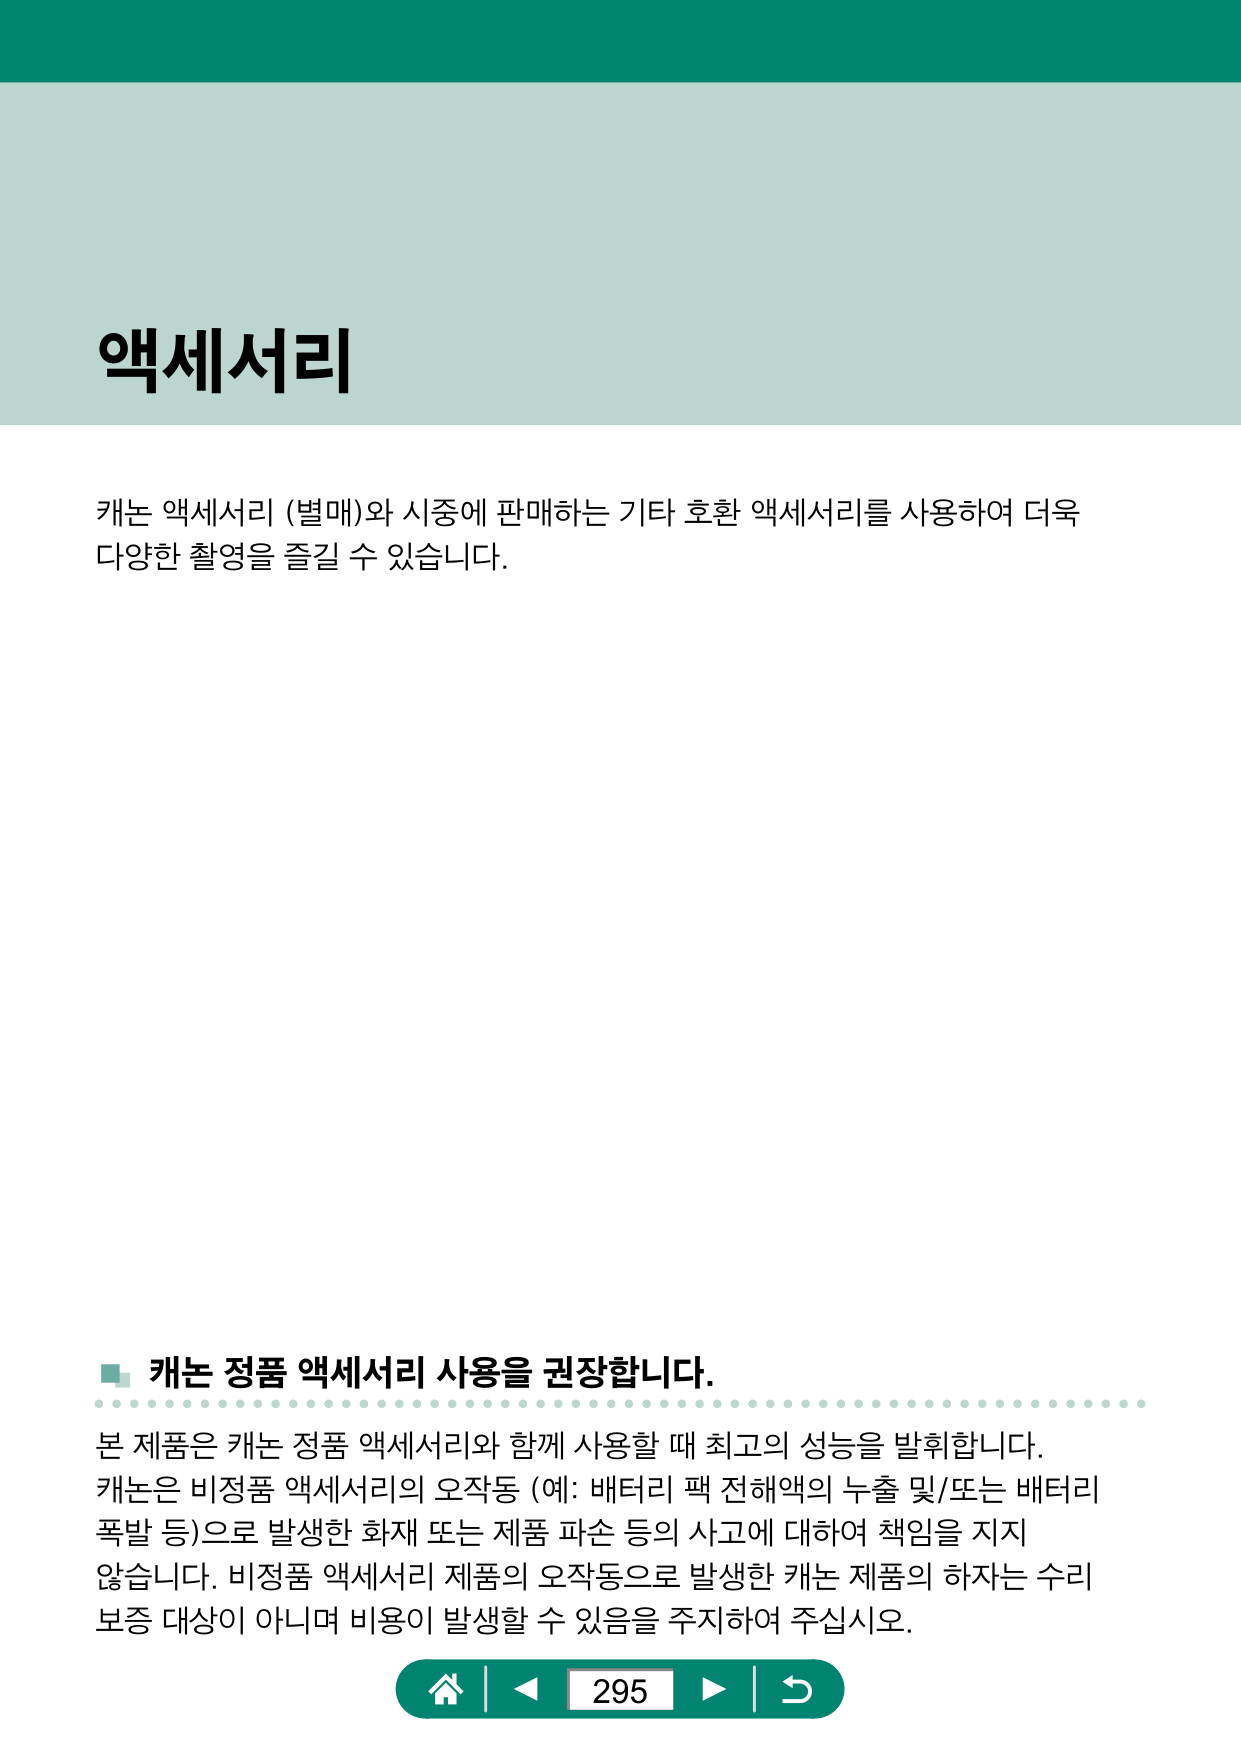 액세서리
캐논 액세서리 (별매)와 시중에 판매하는 기타 호환 액세서리를 사용하여 더욱
다양한 촬영을 즐길 수 있습니다.
캐논 정품 액세서리 사용을 권장합니다.
본 제품은 캐논 정품 액세서리와 함께 사용할 때 최고의 성능을 발휘합니다.
캐논은 비정품 액세서리의 오작동 (예: 배터리 팩 전해액의 누출 및/또는 배터리
폭발 등)으로 발생한 화재 또는 제품 파손 등의 사고에 대하여 책임을 지지
않습니다. 비정품 액세서리 제품의 오작동으로 발생한 캐논 제품의 하자는 수리
보증 대상이 아니며 비용이 발생할 수 있음을 주지하여 주십시오.
295